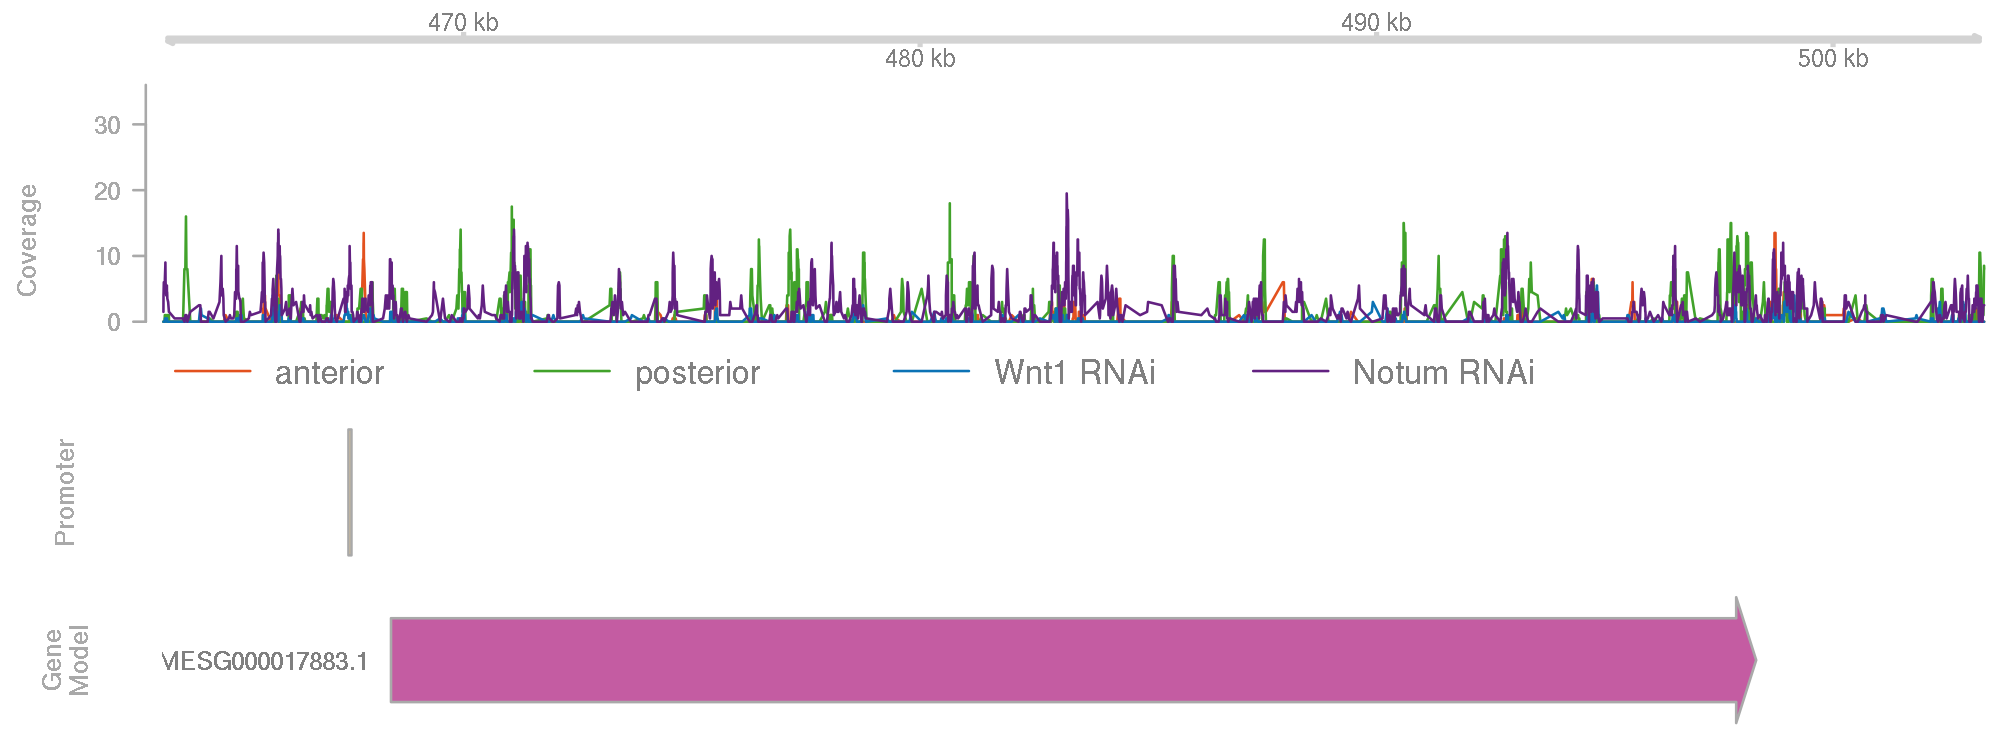 470 kb
490 kb
480 kb
500 kb
Coverage
30
20
10
0
anterior
posterior
Wnt1 RNAi
Notum RNAi
Promoter
Gene
Model
MESG000017883.1